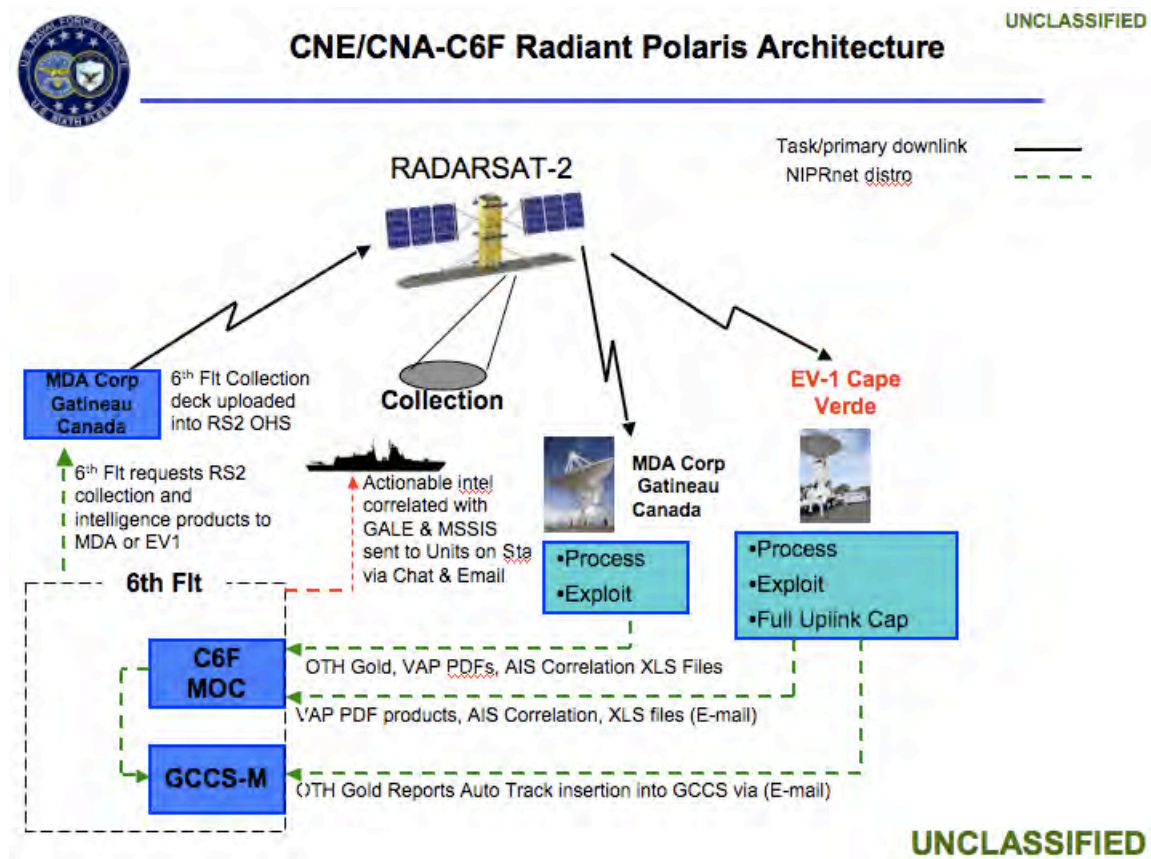 UNCLASSIFIED
CNE/CNA-C6F Radiant Polaris Architecture
U.S. NAVAL FORCES EUROPE
U.S. SIXTH FLEET
Task/primary downlink
NIPRnet distro
RADARSAT-2
MDA Corp
Gatineau
Canada
6th Flt Collection
deck uploaded
into RS2 OHS
Collection
EV-1 Cape
Verde
6th Flt requests RS2
collection and
intelligence products to
MDA or EV1
Actionable intel
correlated with
GALE & MSSIS
sent to Units on Sta
via Chat & Email
MDA Corp
Gatineau
Canada
•Process
•Exploit
•Process
•Exploit
•Full Uplink Cap
6th Flt
C6F
MOC
OTH Gold, VAP PDFs, AIS Correlation XLS Files
VAP PDF products, AIS Correlation, XLS files (E-mail)
GCCS-M
OTH Gold Reports Auto Track insertion into GCCS via (E-mail)
UNCLASSIFIED